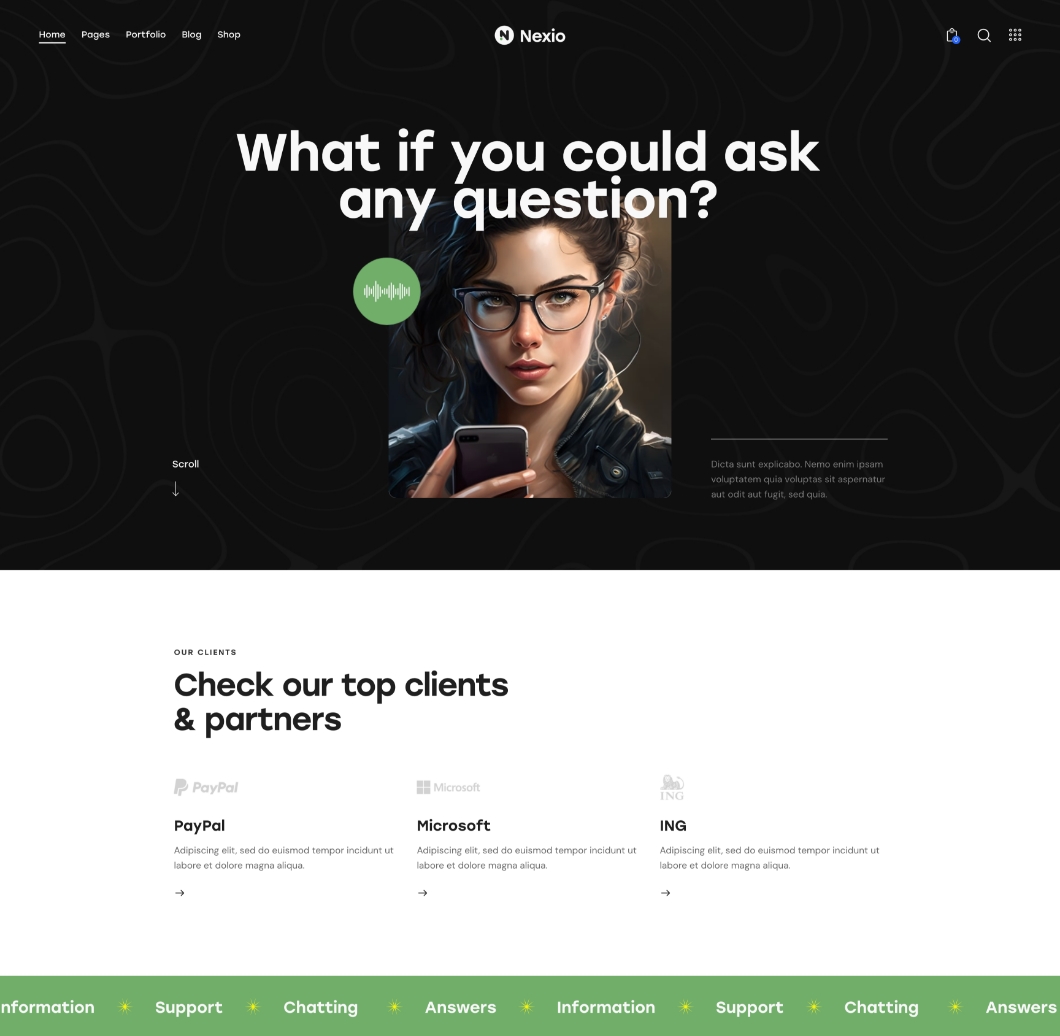 Home Pages Portfolio Blog Shop
N Nexio
0
What if you could ask
any question?
Scroll
Dicta sunt explicabo. Nemo enim ipsam
voluptatem quia voluptas sit aspernatur
aut odit aut fugit, sed quia.
OUR CLIENTS
Check our top clients
& partners
PayPal
Microsoft
ING
PayPal
Microsoft
ING
Adipiscing elit, sed do euismod tempor incidunt ut
labore et dolore magna aliqua.
Adipiscing elit, sed do euismod tempor incidunt ut
labore et dolore magna aliqua.
Adipiscing elit, sed do euismod tempor incidunt ut
labore et dolore magna aliqua.
nformation Support Chatting Answers Information Support Chatting Answers